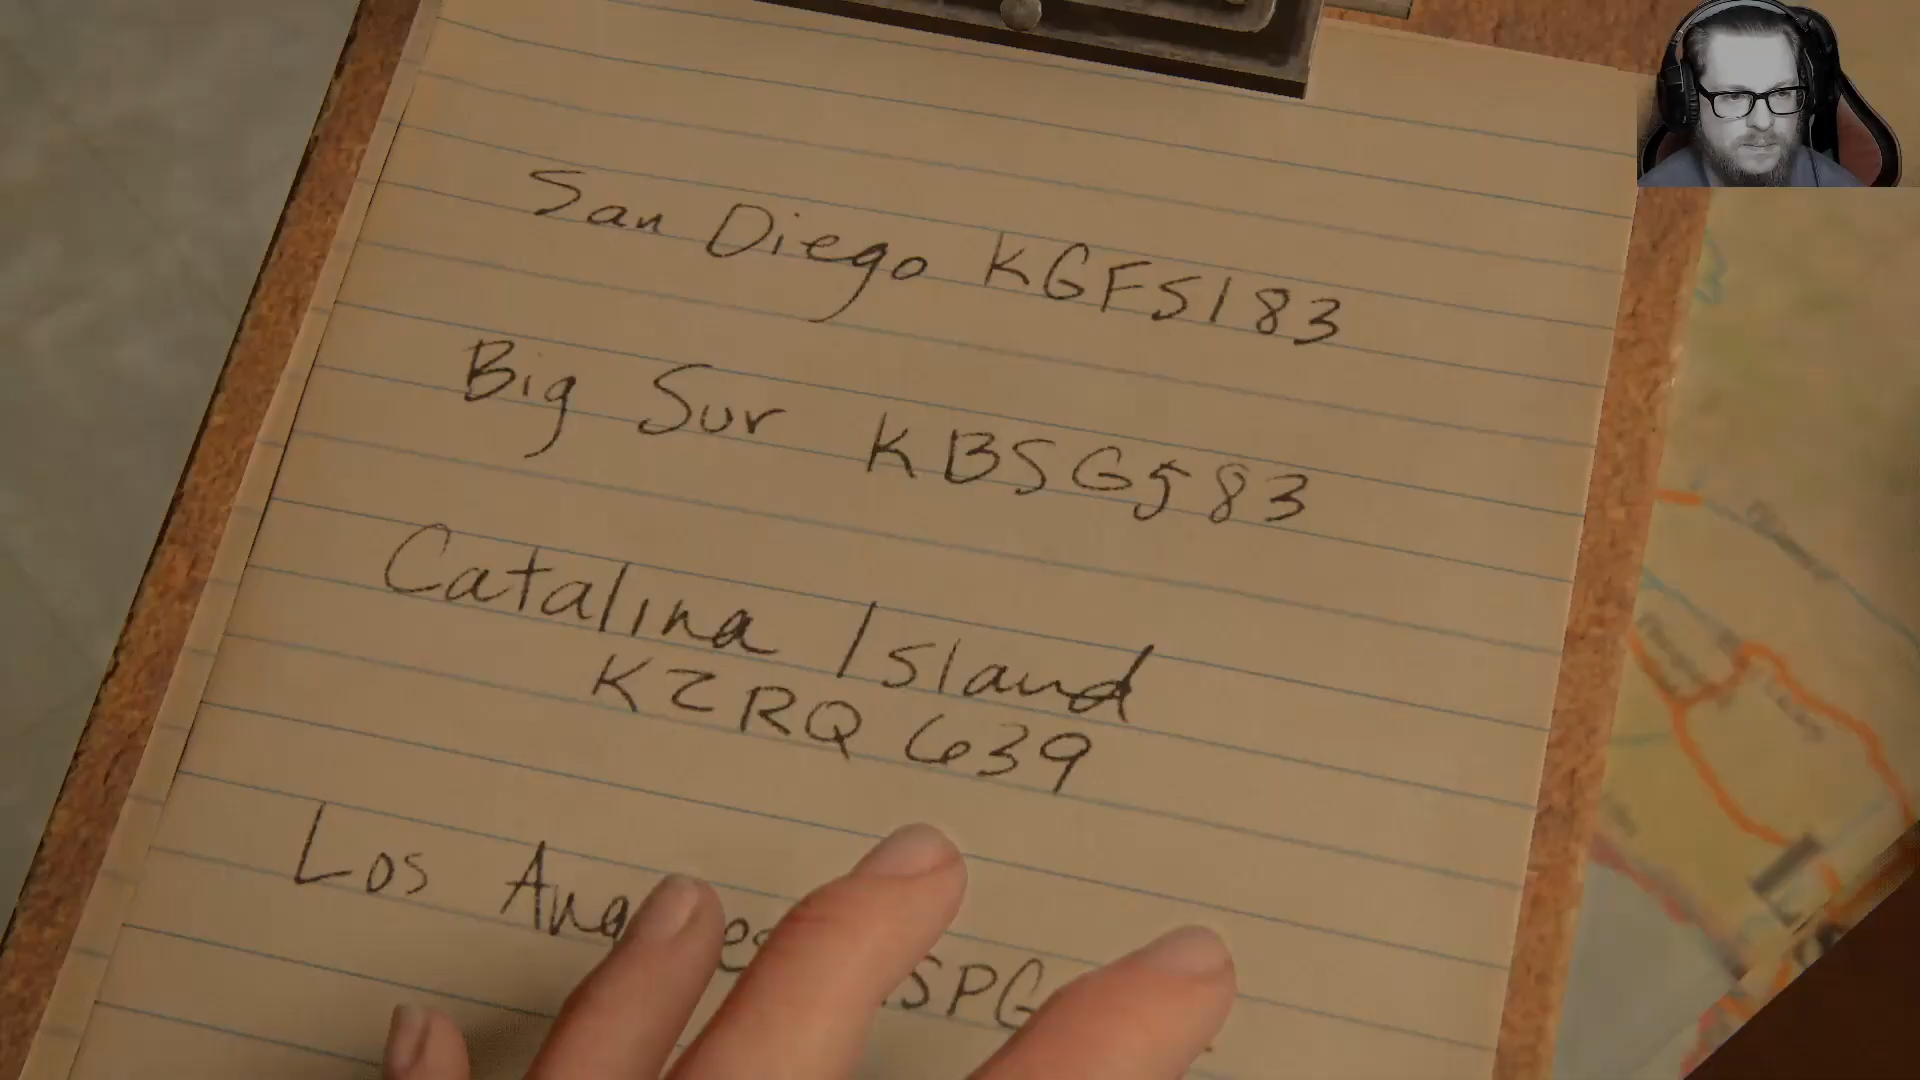 San Diego KGFS183
Big Sur KBSG583
Catalina Island
KZRQ 639
Los